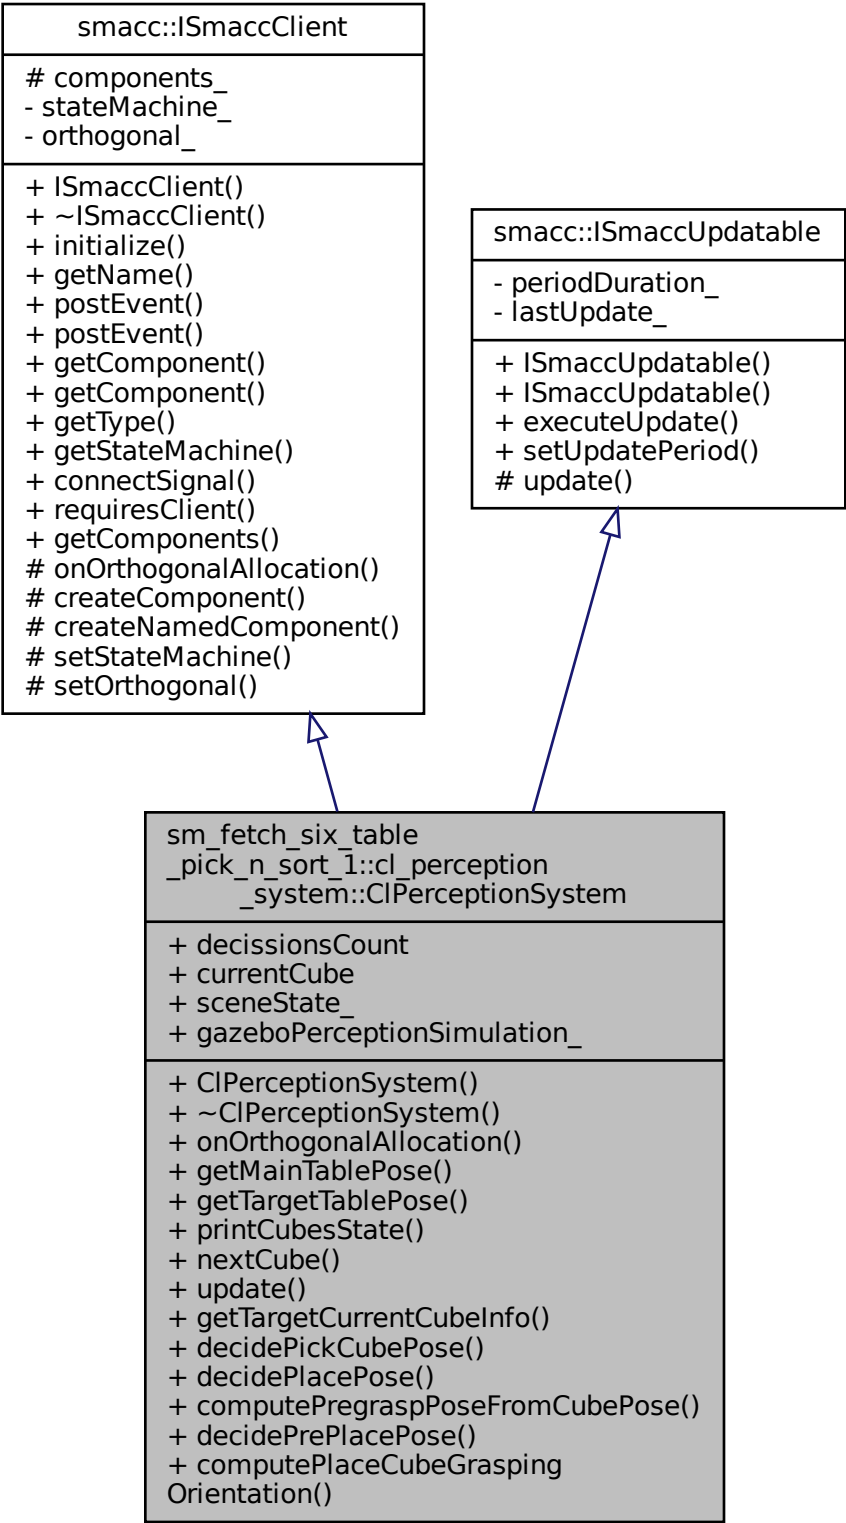 smacc::ISmaccClient
# components_
- stateMachine_
- orthogonal_
+ ISmaccClient()
+ ~ISmaccClient()
+ initialize()
+ getName()
+ postEvent()
+ postEvent()
+ getComponent()
+ getComponent()
+ getType()
+ getStateMachine()
+ connectSignal()
+ requiresClient()
+ getComponents()
# onOrthogonalAllocation()
# createComponent()
# createNamedComponent()
# setStateMachine()
# setOrthogonal()
smacc::ISmaccUpdatable
- periodDuration_
- lastUpdate_
+ ISmaccUpdatable()
+ ISmaccUpdatable()
+ executeUpdate()
+ setUpdatePeriod()
# update()
sm_fetch_six_table
_pick_n_sort_1::cl_perception
_system::ClPerceptionSystem
+ decissionsCount
+ currentCube
+ sceneState_
+ gazeboPerceptionSimulation_
+ ClPerceptionSystem()
+ ~ClPerceptionSystem()
+ onOrthogonalAllocation()
+ getMainTablePose()
+ getTargetTablePose()
+ printCubesState()
+ nextCube()
+ update()
+ getTargetCurrentCubeInfo()
+ decidePickCubePose()
+ decidePlacePose()
+ computePregraspPoseFromCubePose()
+ decidePrePlacePose()
+ computePlaceCubeGrasping
Orientation()